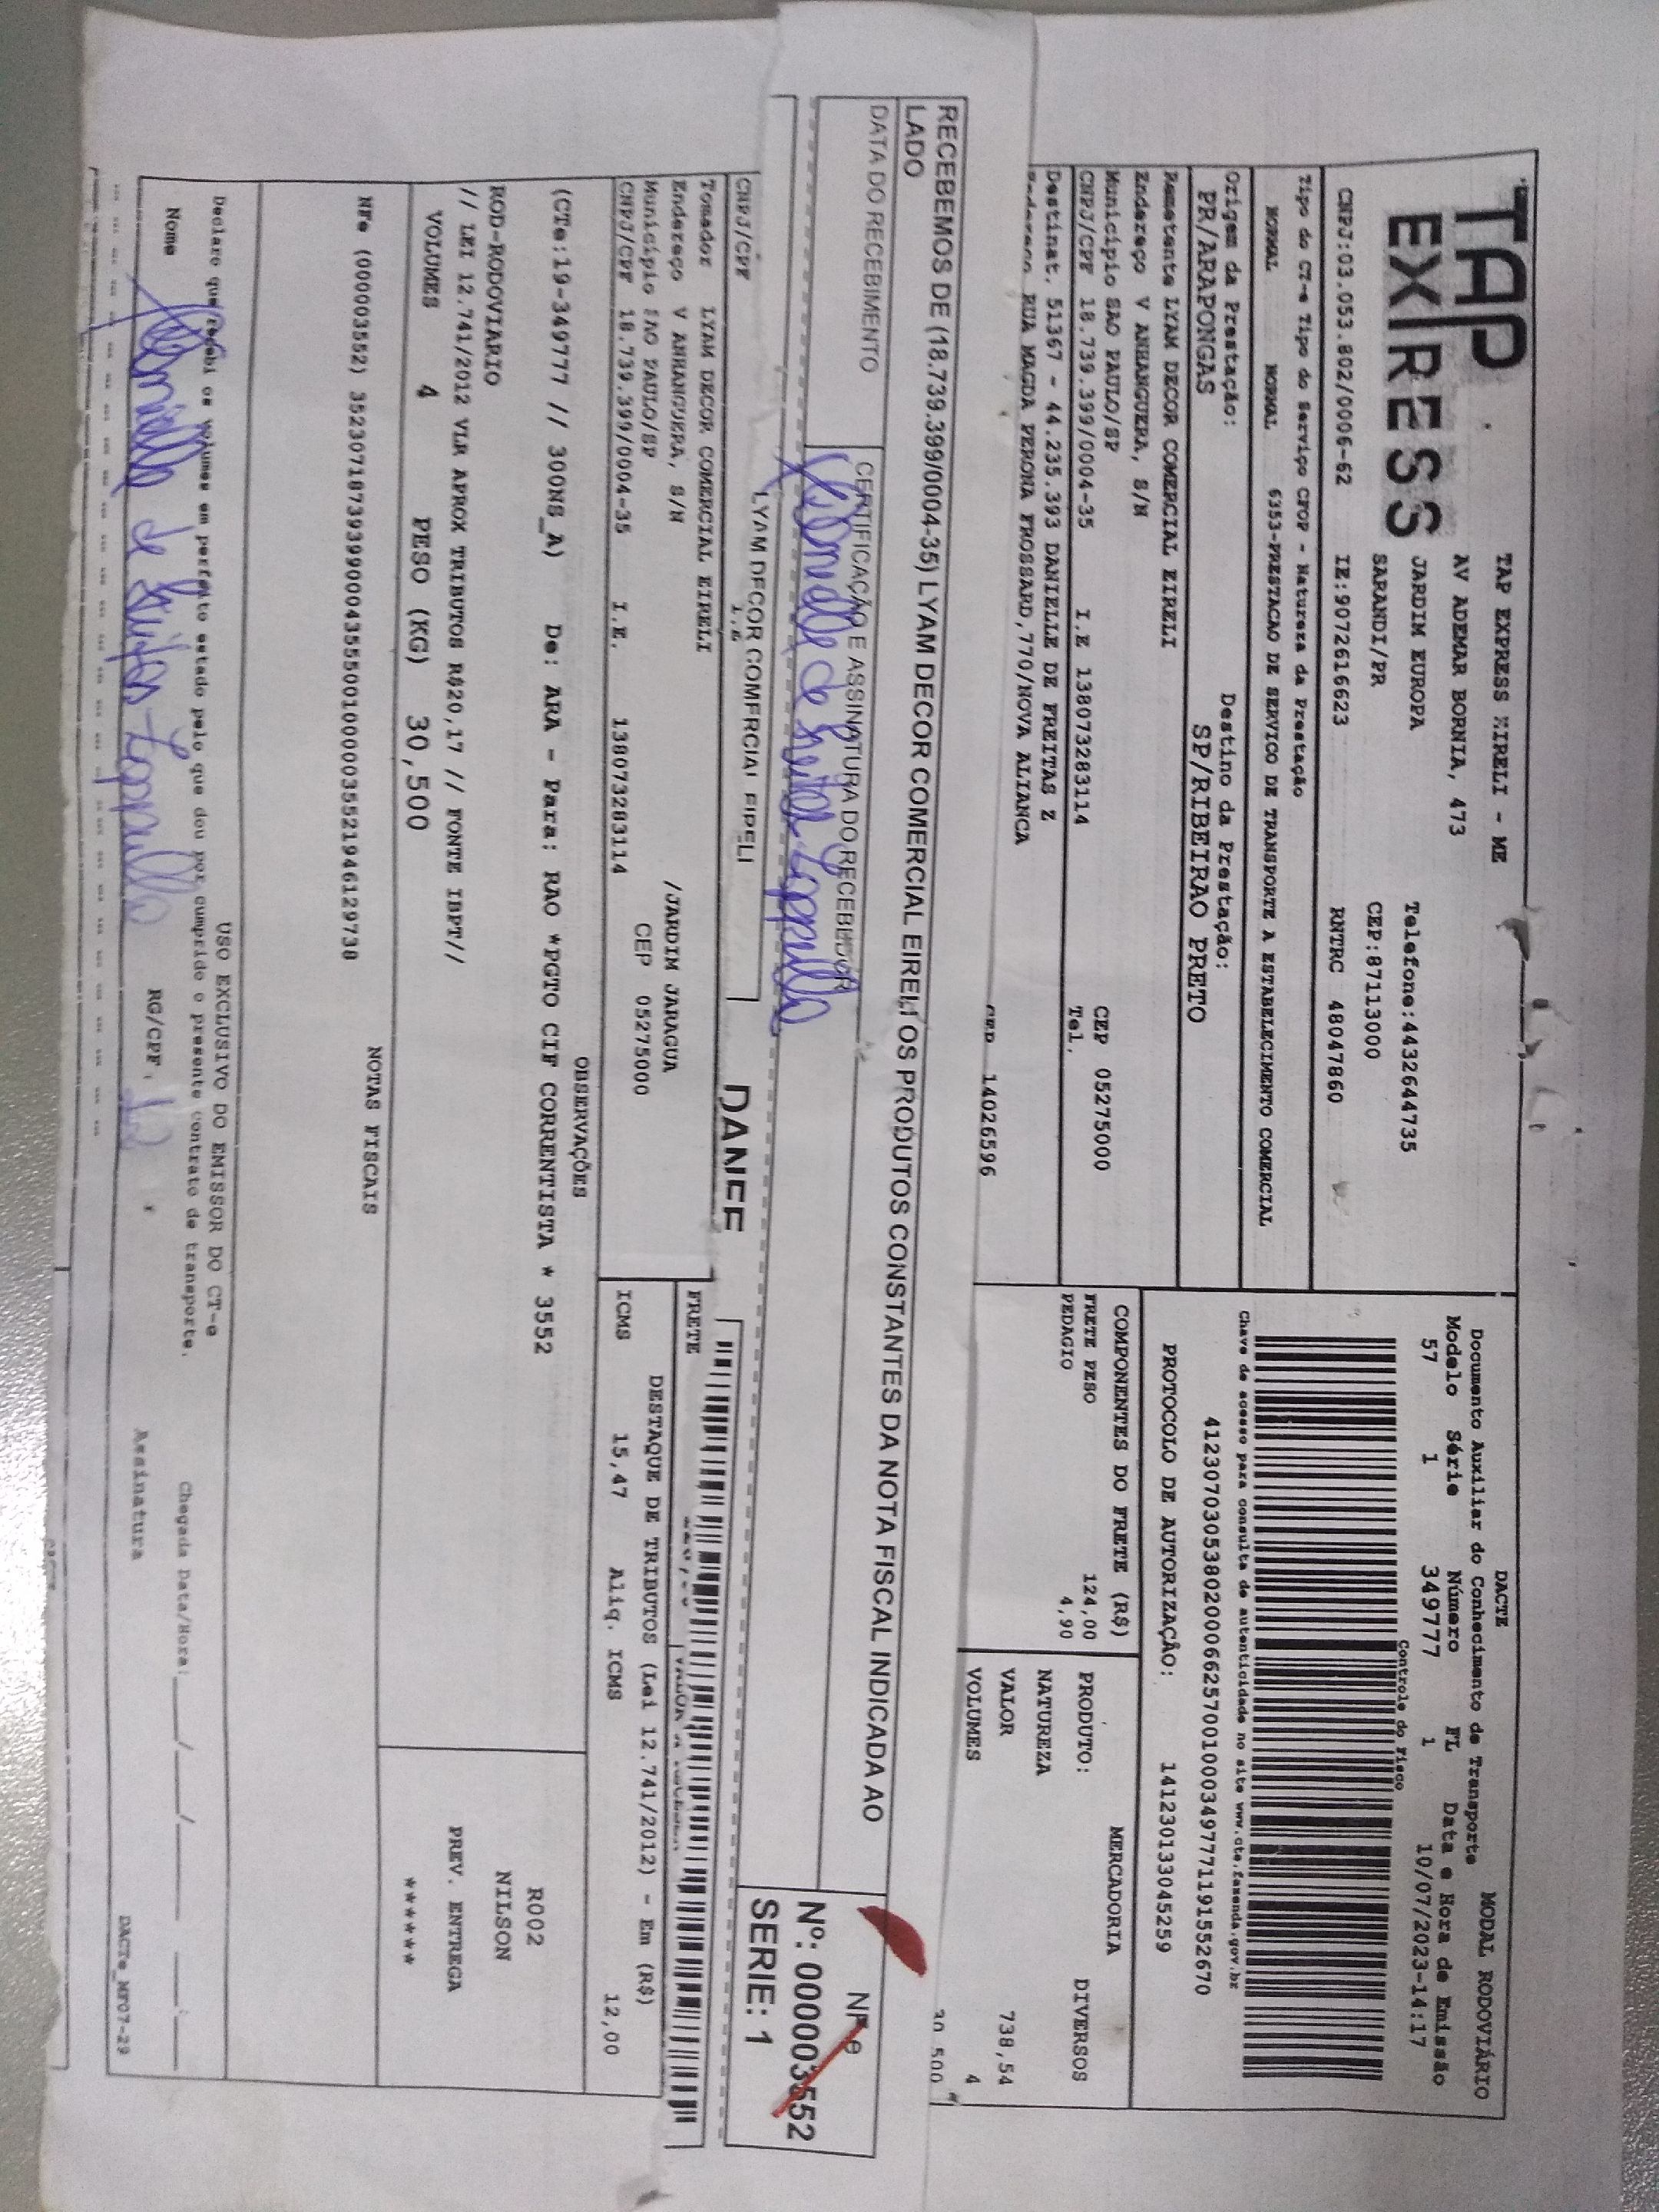 TAP
EXPRESS
TAP EXPRESS EIRELI - ME
AV ADEMAR BORNIA, 473
JARDIM EUROPA
Telefone:4432644735
SARANDI/PR
CEP:87113000
CNPJ:03.053.802/0006-62 IE:9072616623 RNTRC 48047860
Tipo do CT-e Tipo do Serviço CFOP - Natureza da Prestação
NORMAL NORMAL 6353-PRESTACAO DE SERVICO DE TRANSPORTE A ESTABELECIMENTO COMERCIAL
Origem da Prestação: Destino da Prestação:
PR/ARAPONGAS SP/RIBEIRAO PRETO
Remetente LYAM DECOR COMERCIAL EIRELI
Endereço V ANHANGUERA, S/N
Município SAO PAULO/SP CEP 05275000
CNPJ/CPF 18.739.399/0004-35 I.E 138073283114 Tel.
Destinat. 51367 - 44.235.393 DANIELLE DE FREITAS Z
Endereço RUA MAGDA PERONA FROSSARD,770/NOVA ALIANCA
CEP 14026596
DACTE MODAL RODOVIÁRIO
Documento Auxiliar do Conhecimento de Transporte
Modelo Série Número FL Data e Hora de Emissão
57 1 349777 1 10/07/2023-14:17
Controle do Fisco
Chave de acesso para consulta de autenticidade no site www.cte.fazenda.gov.br
41230703053802000662570010003497771191552670
PROTOCOLO DE AUTORIZAÇÃO: 141230133045259
COMPONENTES DO FRETE (R$)
FRETE PESO 124,00
PEDAGIO 4,90
MERCADORIA
PRODUTO: DIVERSOS
NATUREZA
VALOR 738,54
VOLUMES 4
30,500
RECEBEMOS DE (18.739.399/0004-35) LYAM DECOR COMERCIAL EIRELI OS PRODUTOS CONSTANTES DA NOTA FISCAL INDICADA AO
LADO
DATA DO RECEBIMENTO
CERTIFICAÇÃO E ASSINATURA DO RECEBEDOR
Danielle de Freitas
NF-e
Nº: 000003552
SERIE: 1
LYAM DECOR COMERCIAL EIRELI
DANFE
CNPJ/CPF I.E
Tomador LYAM DECOR COMERCIAL EIRELI
Endereço V ANHANGUERA, S/N /JARDIM JARAGUA
Município SAO PAULO/SP CEP 05275000
CNPJ/CPF 18.739.399/0004-35 I.E. 138073283114
FRETE
DESTAQUE DE TRIBUTOS (Lei 12.741/2012) - Em (R$)
ICMS 15,47 Aliq. ICMS 12,00
OBSERVAÇÕES
(CTe:19-349777 // 300NS_A) De: ARA - Para: RAO *PGTO CIF CORRENTISTA * 3552
ROD-RODOVIARIO
// LEI 12.741/2012 VLR APROX TRIBUTOS R$20,17 // FONTE IBPT//
VOLUMES 4 PESO (KG) 30,500
R002
NILSON
PREV. ENTREGA
******
NOTAS FISCAIS
NFe (000003552) 35230718739399000435550010000035521946129738
USO EXCLUSIVO DO EMISSOR DO CT-e
Declaro que recebi os volumes em perfeito estado pelo que dou por cumprido o presente contrato de transporte.
Nome Danielle de Freitas
RG/CPF
Chegada Data/Hora: ___/___/_____ ___:___
Assinatura
DACTe_MF07-29